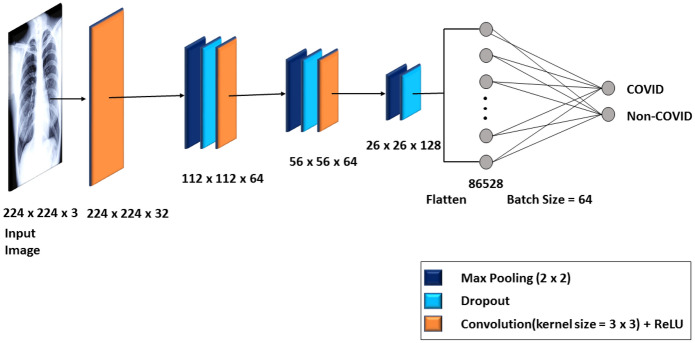 COVID
Non-COVID
26 x 26 x 128
56 x 56 x 64
112 x 112 x 64
86528
Flatten
Batch Size = 64
224 x 224 x 3
224 x 224 x 32
Input
Image
Max Pooling (2 x 2)
Dropout
Convolution(kernel size = 3 x 3) + ReLU